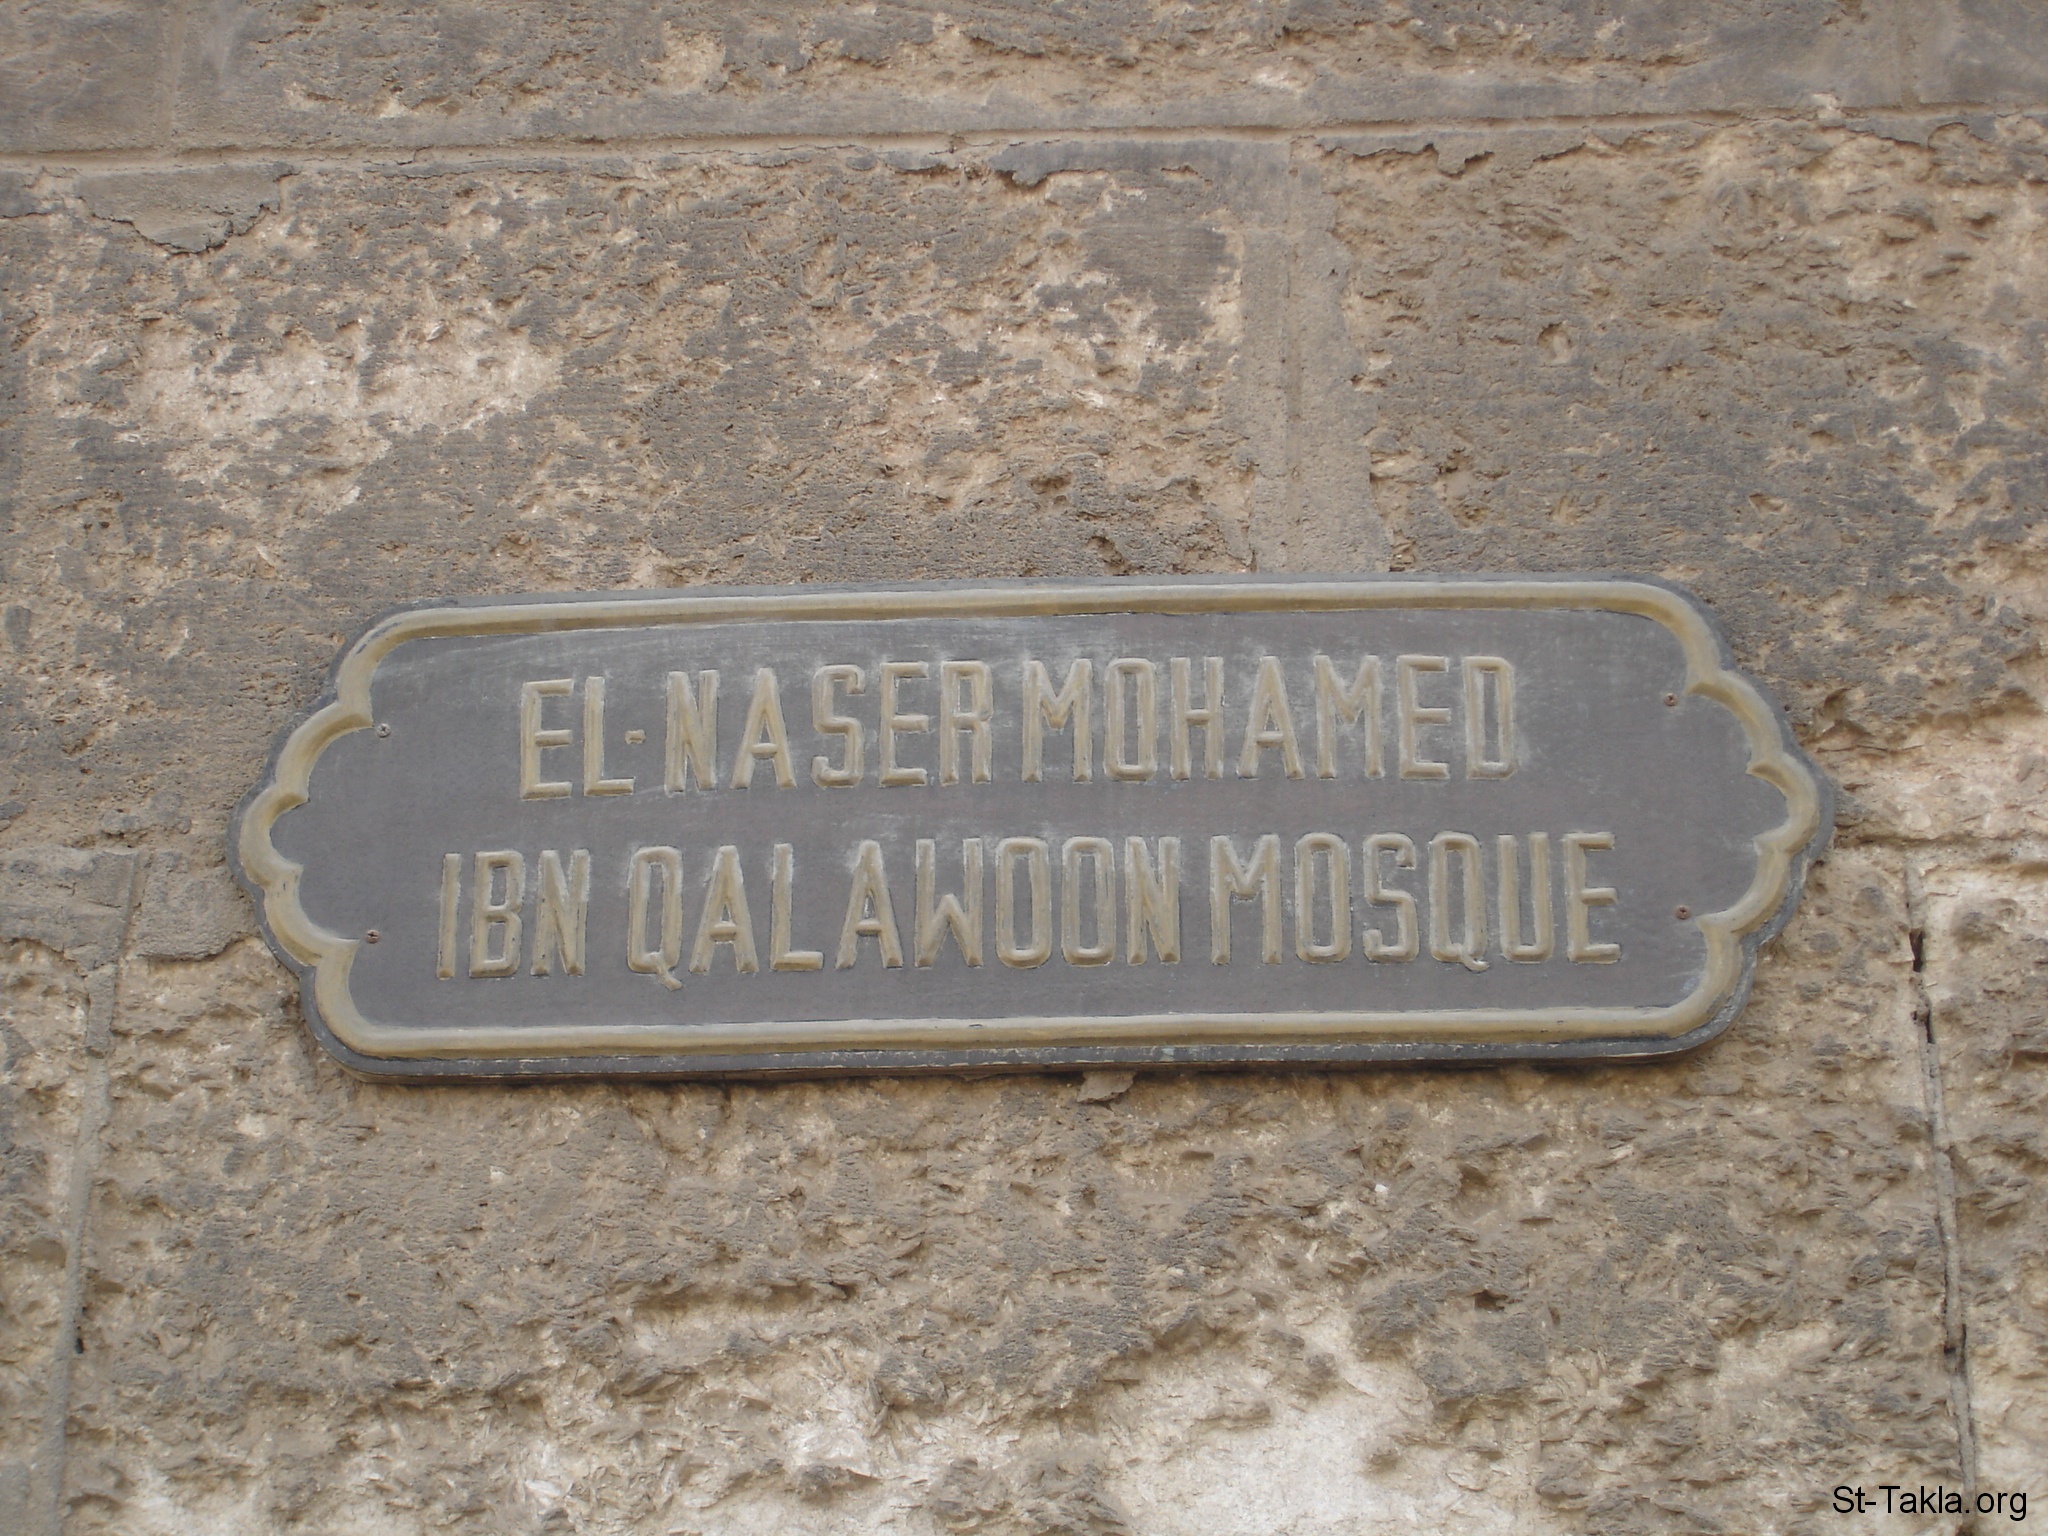 EL-NASER MOHAMED
IBN QALAWOON MOSQUE
St-Takla.org